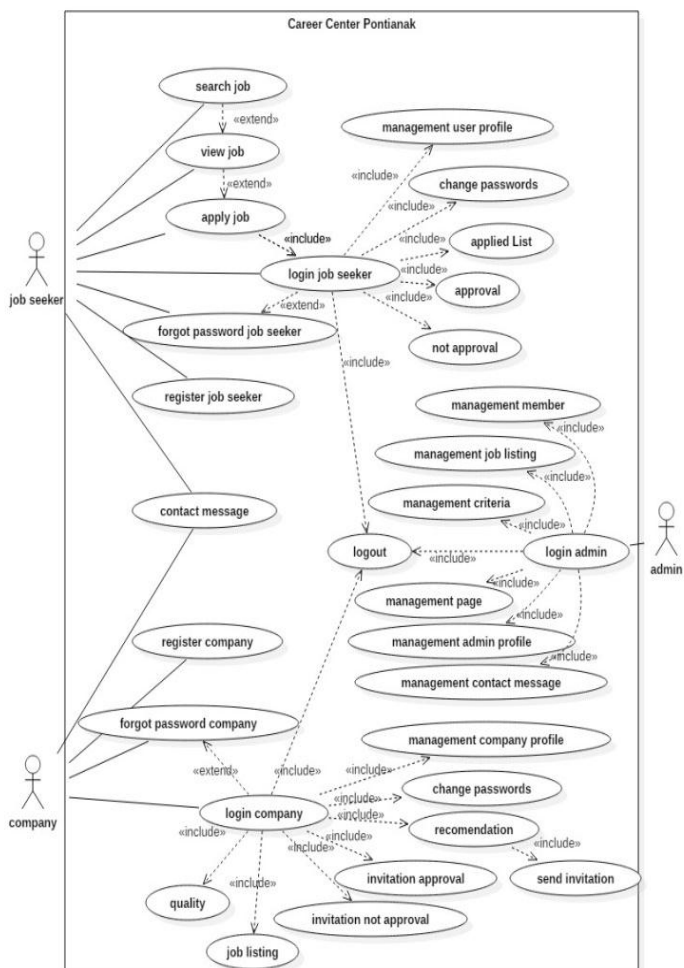 Career Center Pontianak
search job
«extend»
management user profile
view job
«include»
«extend»
change passwords
«include»
apply job
applied List
«include»
«include»
login job seeker
«include»
job seeker
approval
«extend»
«include»
forgot password job seeker
not approval
«include»
register job seeker
management member
«include»
management job listing
«include»
management criteria
contact message
«include»
logout
login admin
«include»
admin
management page
«include»
register company
management admin profile
«include»
management contact message
forgot password company
management company profile
«extend»
«include»
«include»
change passwords
company
login company
«include»
«include»
recomendation
«include»
«include»
«include»
«include»
invitation approval
send invitation
«include»
quality
invitation not approval
job listing